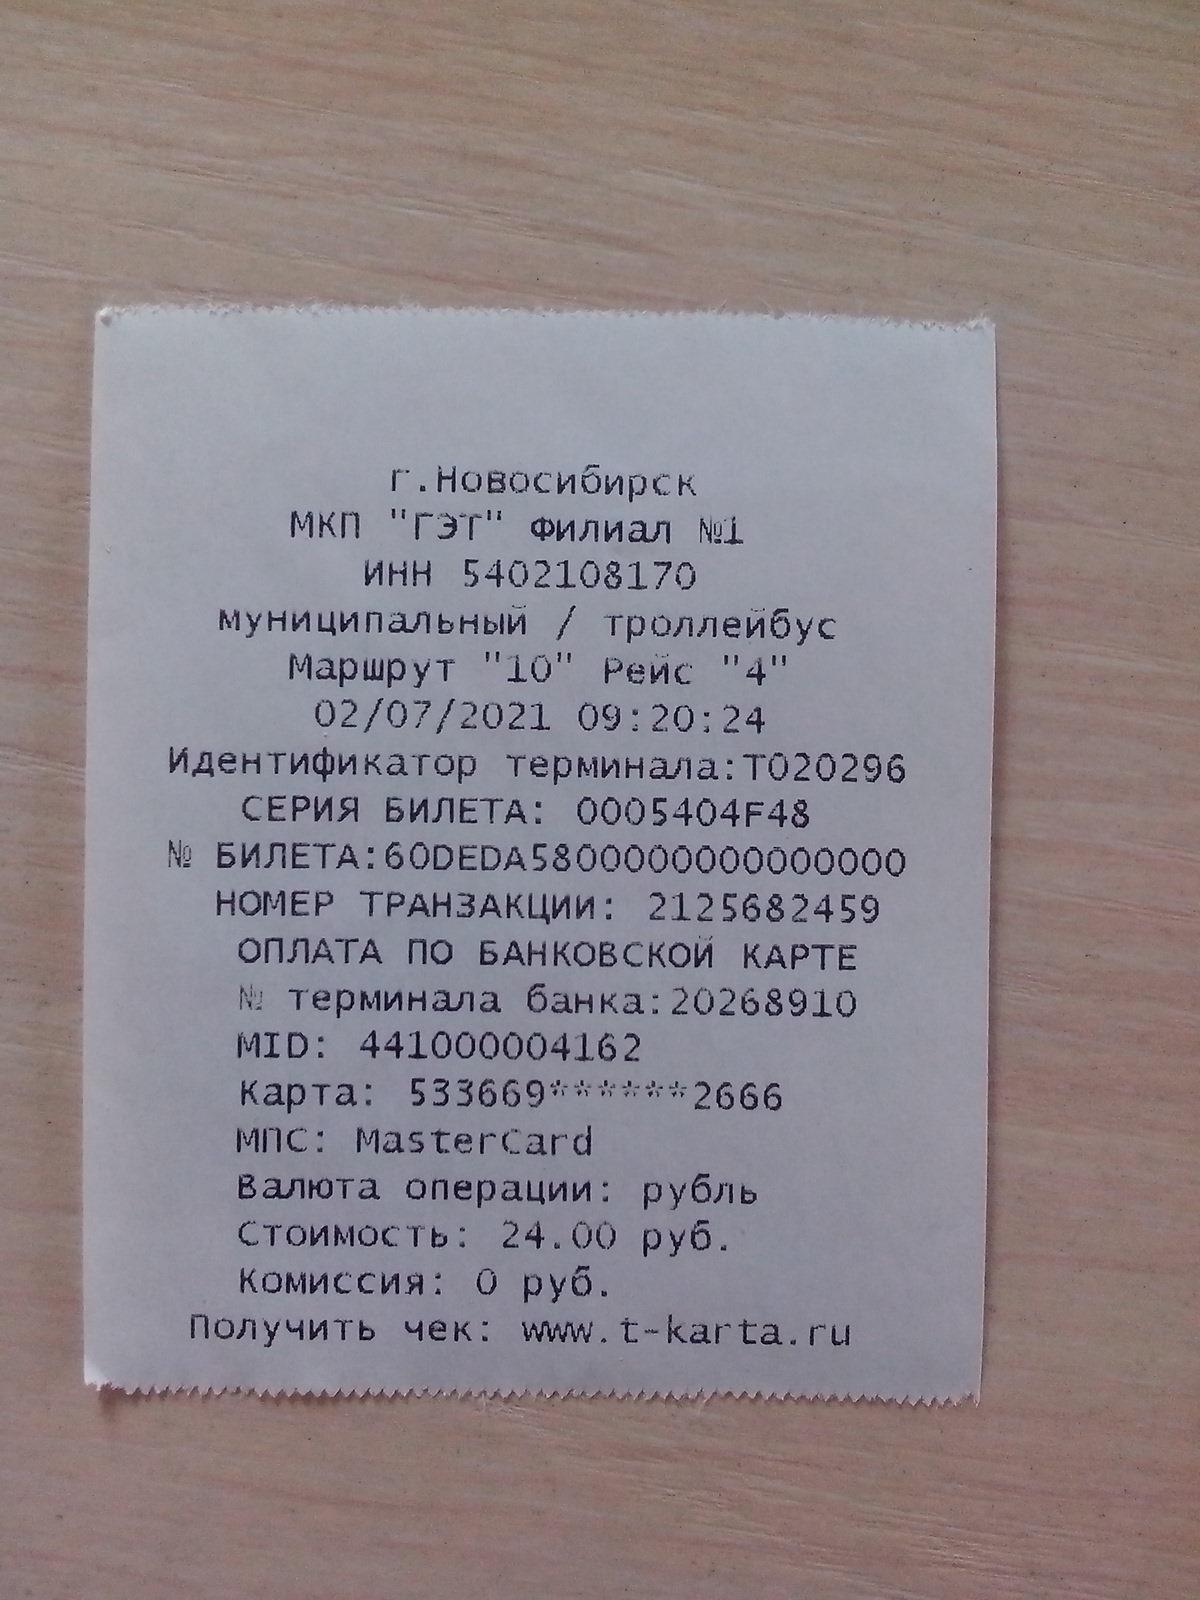 г.Новосибирск
МКП "ГЭТ" Филиал №1
ИНН 5402108170
муниципальный / троллейбус
Маршрут "10" Рейс "4"
02/07/2021 09:20:24
Идентификатор терминала:T020296
СЕРИЯ БИЛЕТА: 0005404F48
№ БИЛЕТА:60DEDA5800000000000000
НОМЕР ТРАНЗАКЦИИ: 2125682459
ОПЛАТА ПО БАНКОВСКОЙ КАРТЕ
№ терминала банка:20268910
MID: 441000004162
Карта: 533669******2666
МПС: MasterCard
Валюта операции: рубль
Стоимость: 24.00 руб.
Комиссия: 0 руб.
Получить чек: www.t-karta.ru